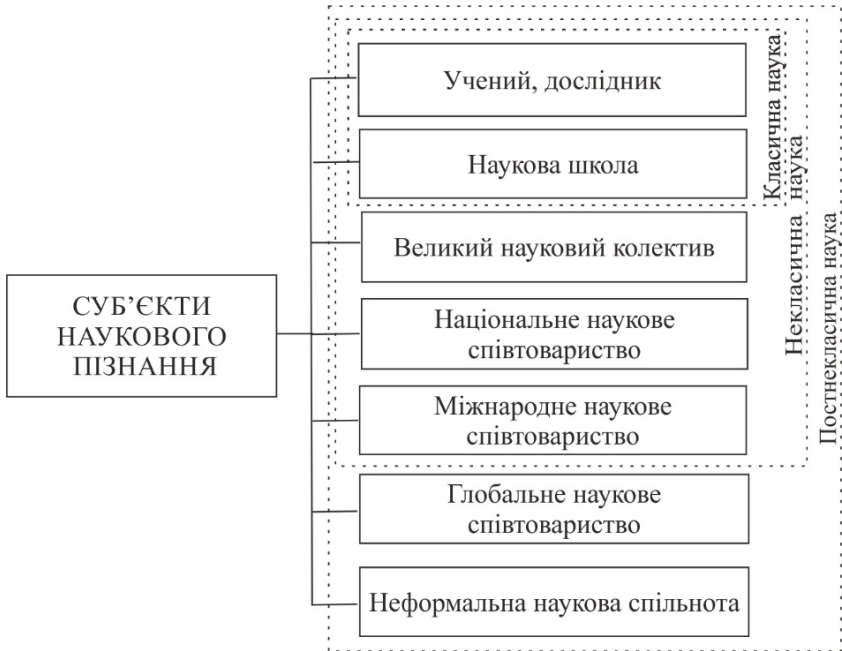 СУБ’ЄКТИ
НАУКОВОГО
ПІЗНАННЯ
Учений, дослідник
Наукова школа
Великий науковий колектив
Національне наукове
співтовариство
Міжнародне наукове
співтовариство
Глобальне наукове
співтовариство
Неформальна наукова спільнота
Класична наука
Некласична наука
Постнекласична наука